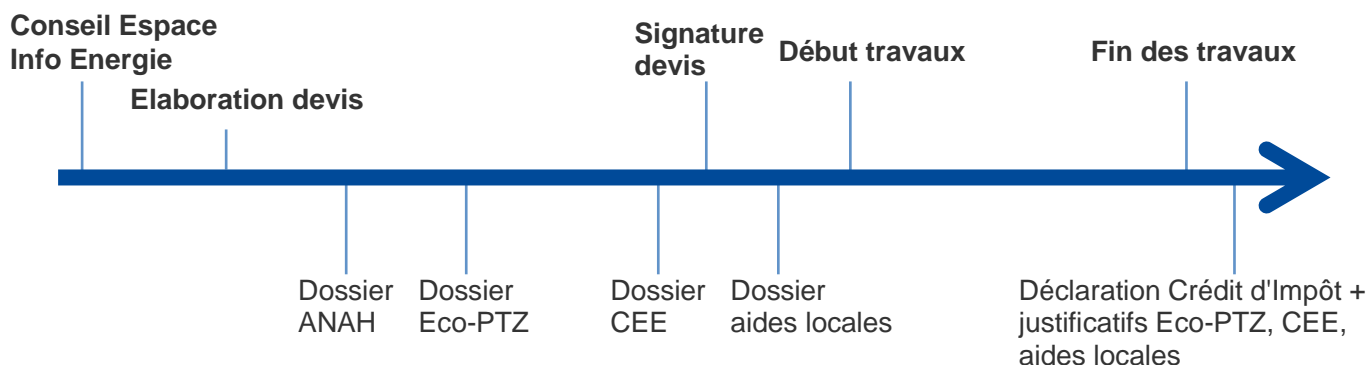 Conseil Espace
Info Energie
Elaboration devis
Signature
devis
Début travaux
Fin des travaux
Dossier
ANAH
Dossier
Eco-PTZ
Dossier
CEE
Dossier
aides locales
Déclaration Crédit d'Impôt +
justificatifs Eco-PTZ, CEE,
aides locales